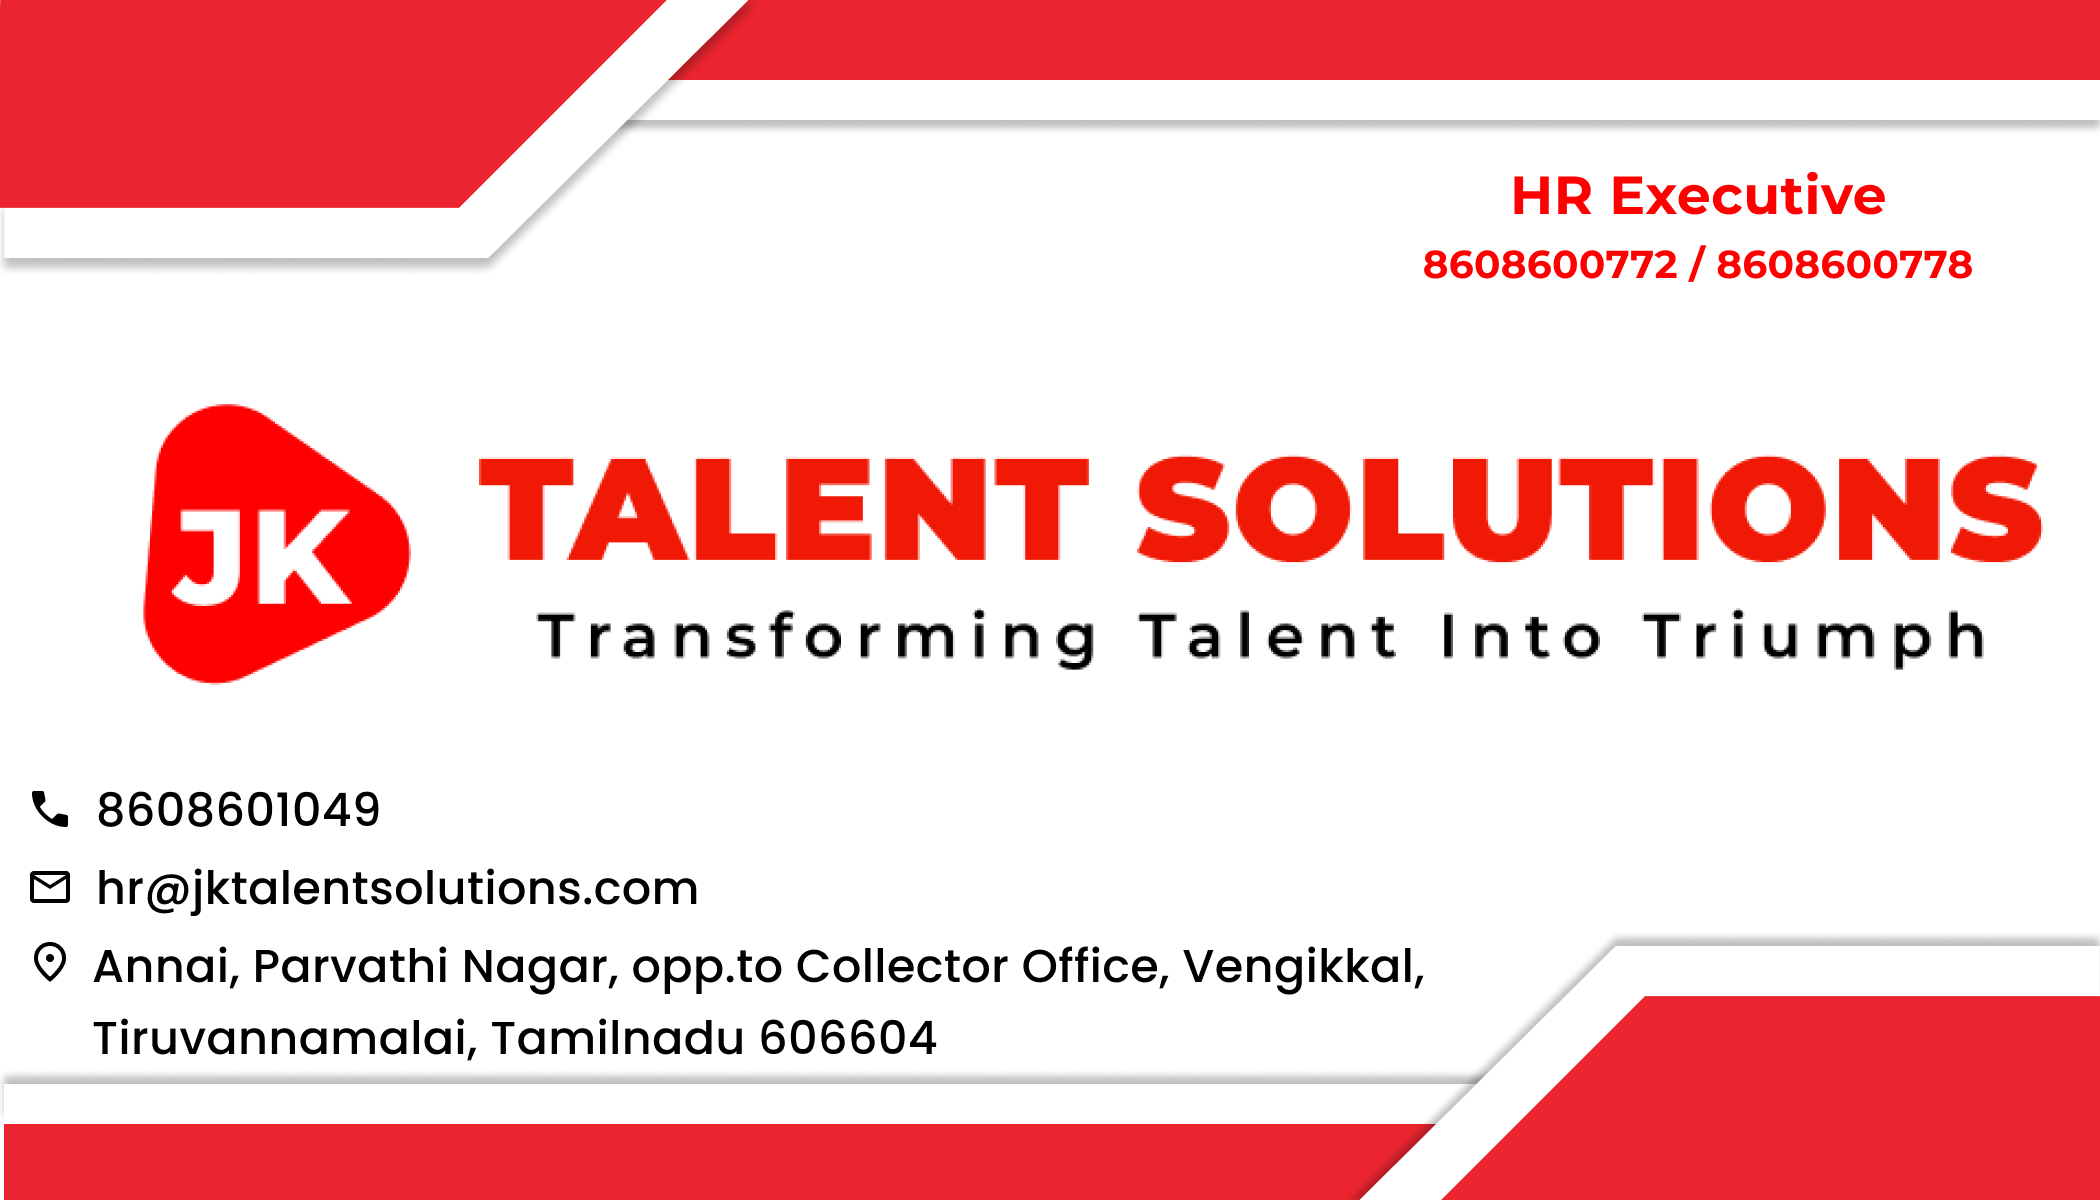 HR Executive
8608600772 / 8608600778
JK
TALENT SOLUTIONS
Transforming Talent Into Triumph
8608601049
hr@jktalentsolutions.com
Annai, Parvathi Nagar, opp.to Collector Office, Vengikkal,
Tiruvannamalai, Tamilnadu 606604